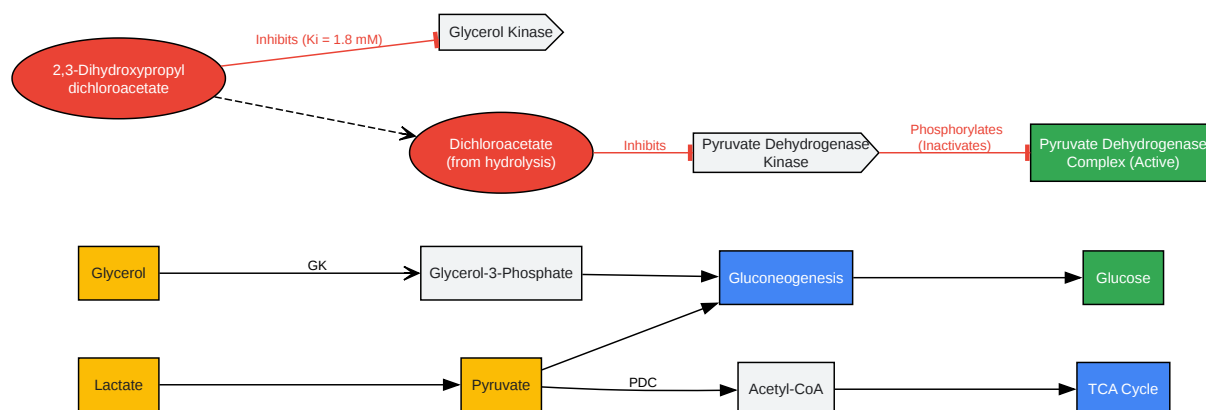 Glycerol Kinase
Inhibits (Ki = 1.8 mM)
2,3-Dihydroxypropyl
dichloroacetate
Dichloroacetate
(from hydrolysis)
Inhibits
Pyruvate Dehydrogenase
Kinase
Phosphorylates
(Inactivates)
Pyruvate Dehydrogenase
Complex (Active)
Glycerol
GK
Glycerol-3-Phosphate
Gluconeogenesis
Glucose
Lactate
Pyruvate
PDC
Acetyl-CoA
TCA Cycle